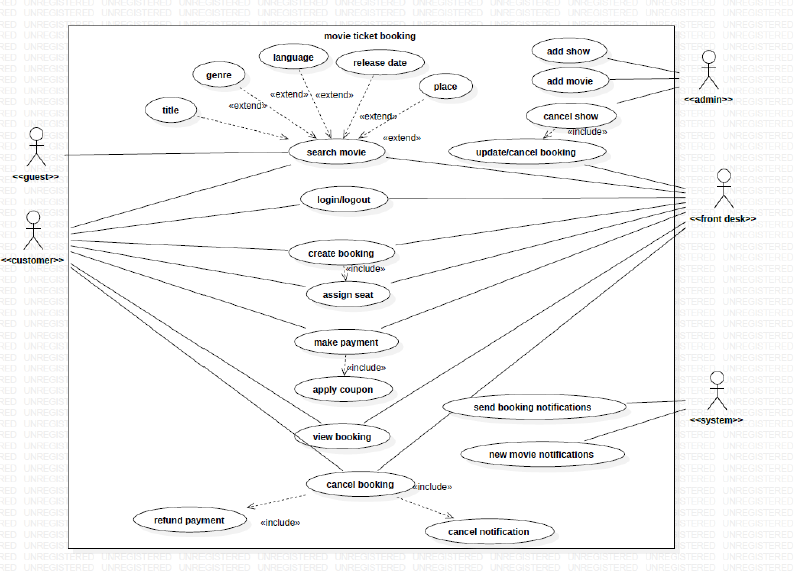 movie ticket booking
language
release date
genre
place
title
add show
add movie
cancel show
«extend»
«extend»
«extend»
«extend»
«extend»
«include»
<<admin>>
search movie
update/cancel booking
<<guest>>
login/logout
<<front desk>>
<<customer>>
create booking
«include»
assign seat
make payment
«include»
apply coupon
send booking notifications
<<system>>
view booking
new movie notifications
cancel booking
«include»
refund payment
«include»
cancel notification
UNREGISTERED